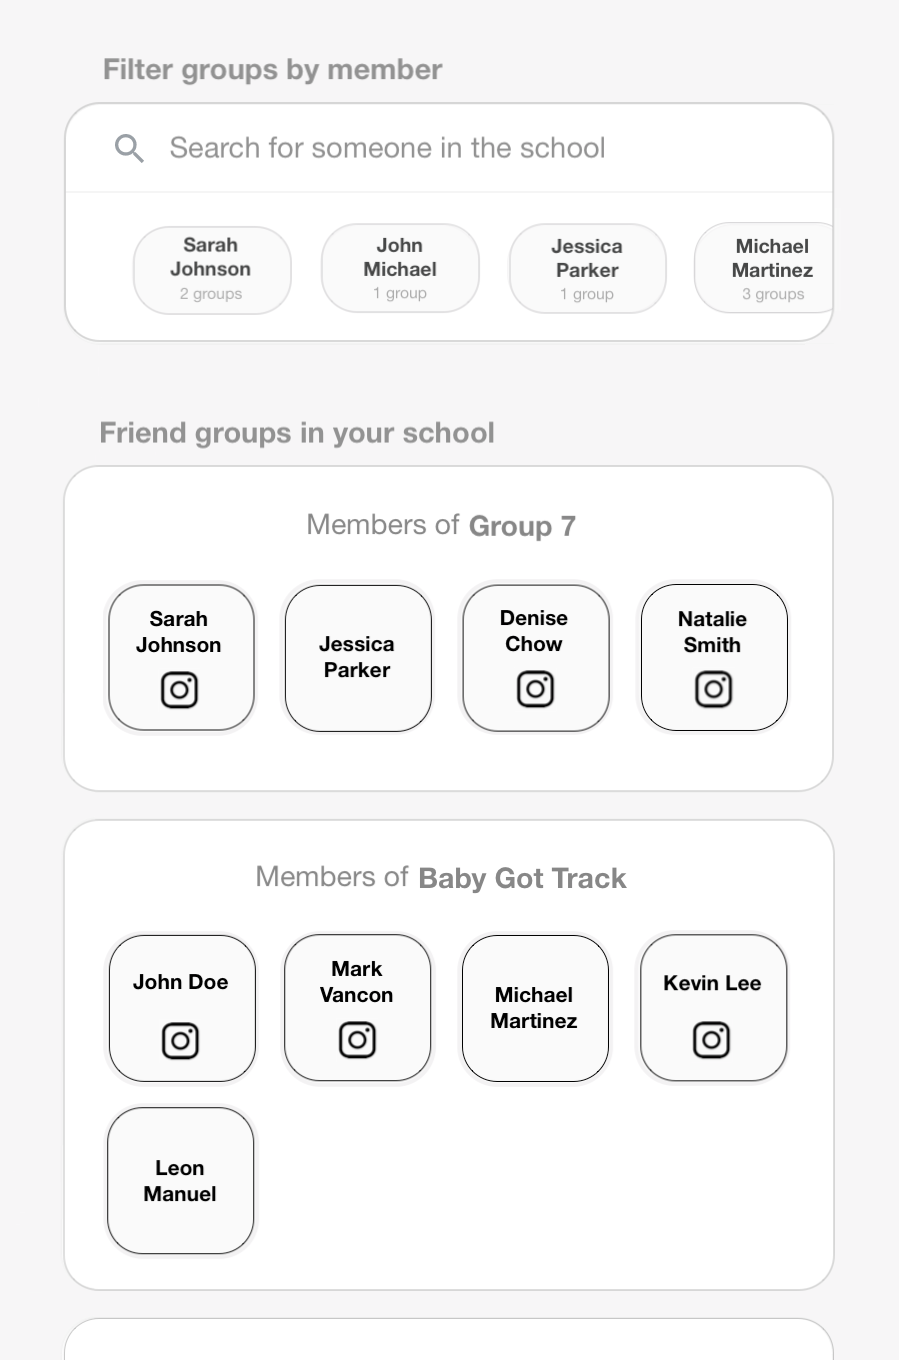 Filter groups by member
Search for someone in the school
Sarah
Johnson
2 groups
John
Michael
1 group
Jessica
Parker
1 group
Michael
Martinez
3 groups
Friend groups in your school
Members of Group 7
Sarah
Johnson
Jessica
Parker
Denise
Chow
Natalie
Smith
Members of Baby Got Track
John Doe
Mark
Vancon
Michael
Martinez
Kevin Lee
Leon
Manuel